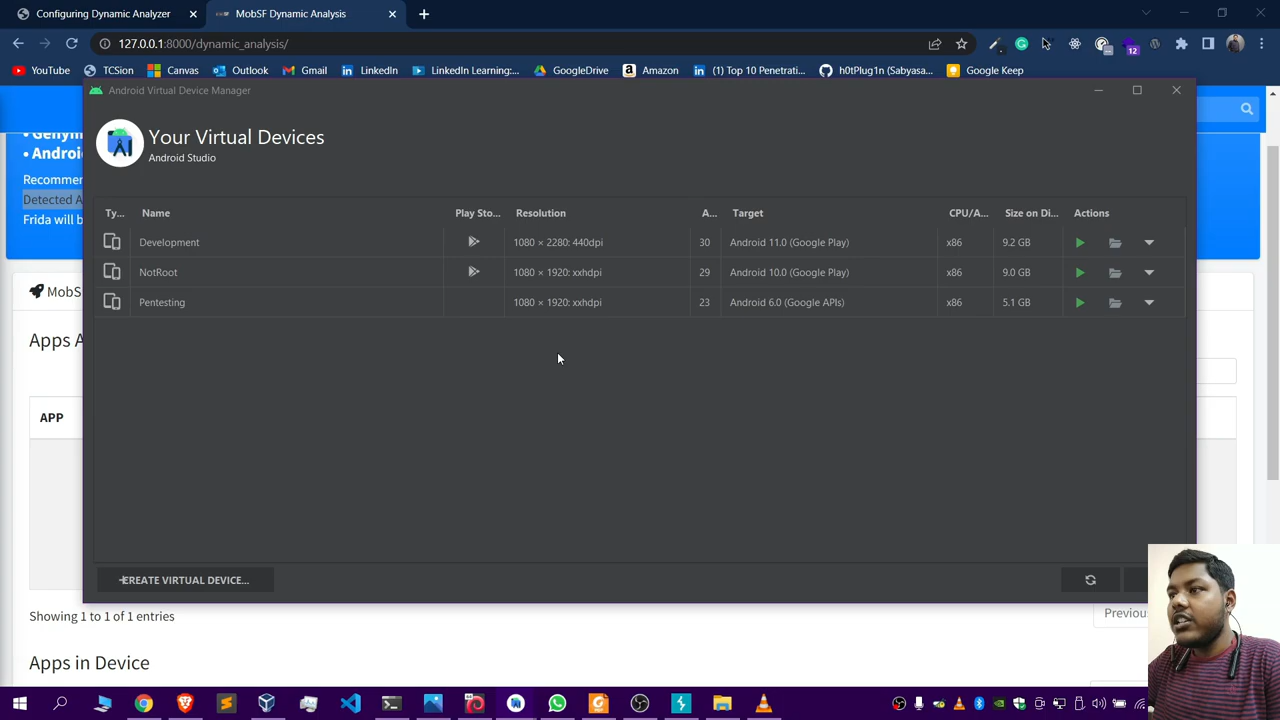 Configuring Dynamic Analyzer
MobSF Dynamic Analysis
127.0.0.1:8000/dynamic_analysis/
12
YouTube
TCSion
Canvas
Outlook
Gmail
LinkedIn
LinkedIn Learning...
GoogleDrive
Amazon
(1) Top 10 Penetrati...
h0tPlug1n (Sabyasa...
Google Keep
Android Virtual Device Manager
Your Virtual Devices
Android Studio
• Genym
• Androi
Recommen
Detected A
Frida will b
Ty... Name Play Sto... Resolution A... Target CPU/A... Size on Di... Actions
Development 1080 × 2280: 440dpi 30 Android 11.0 (Google Play) x86 9.2 GB
NotRoot 1080 × 1920: xxhdpi 29 Android 10.0 (Google Play) x86 9.0 GB
Pentesting 1080 × 1920: xxhdpi 23 Android 6.0 (Google APIs) x86 5.1 GB
MobS
Apps A
APP
+CREATE VIRTUAL DEVICE...
Showing 1 to 1 of 1 entries
Previou
Apps in Device